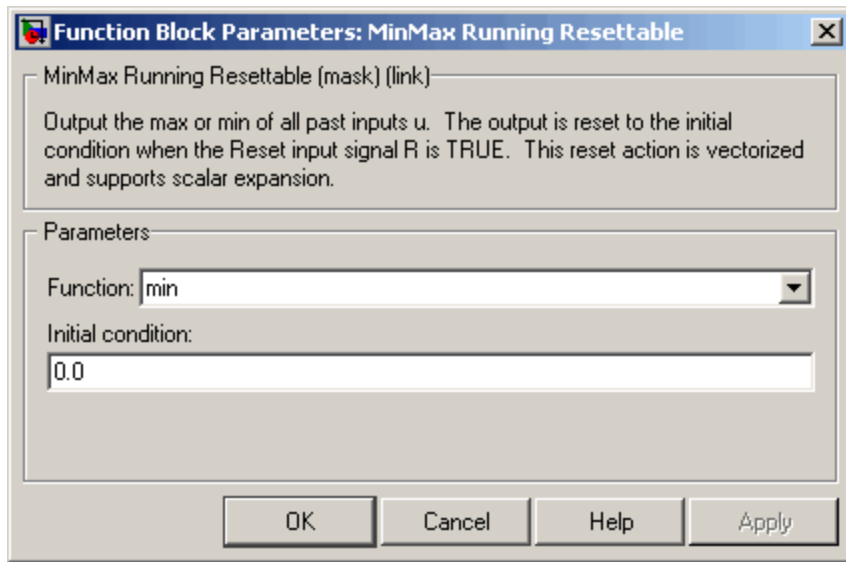 Function Block Parameters: MinMax Running Resettable
MinMax Running Resettable (mask) (link)
Output the max or min of all past inputs u. The output is reset to the initial
condition when the Reset input signal R is TRUE. This reset action is vectorized
and supports scalar expansion.
Parameters
Function: min
Initial condition:
0.0
OK Cancel Help Apply